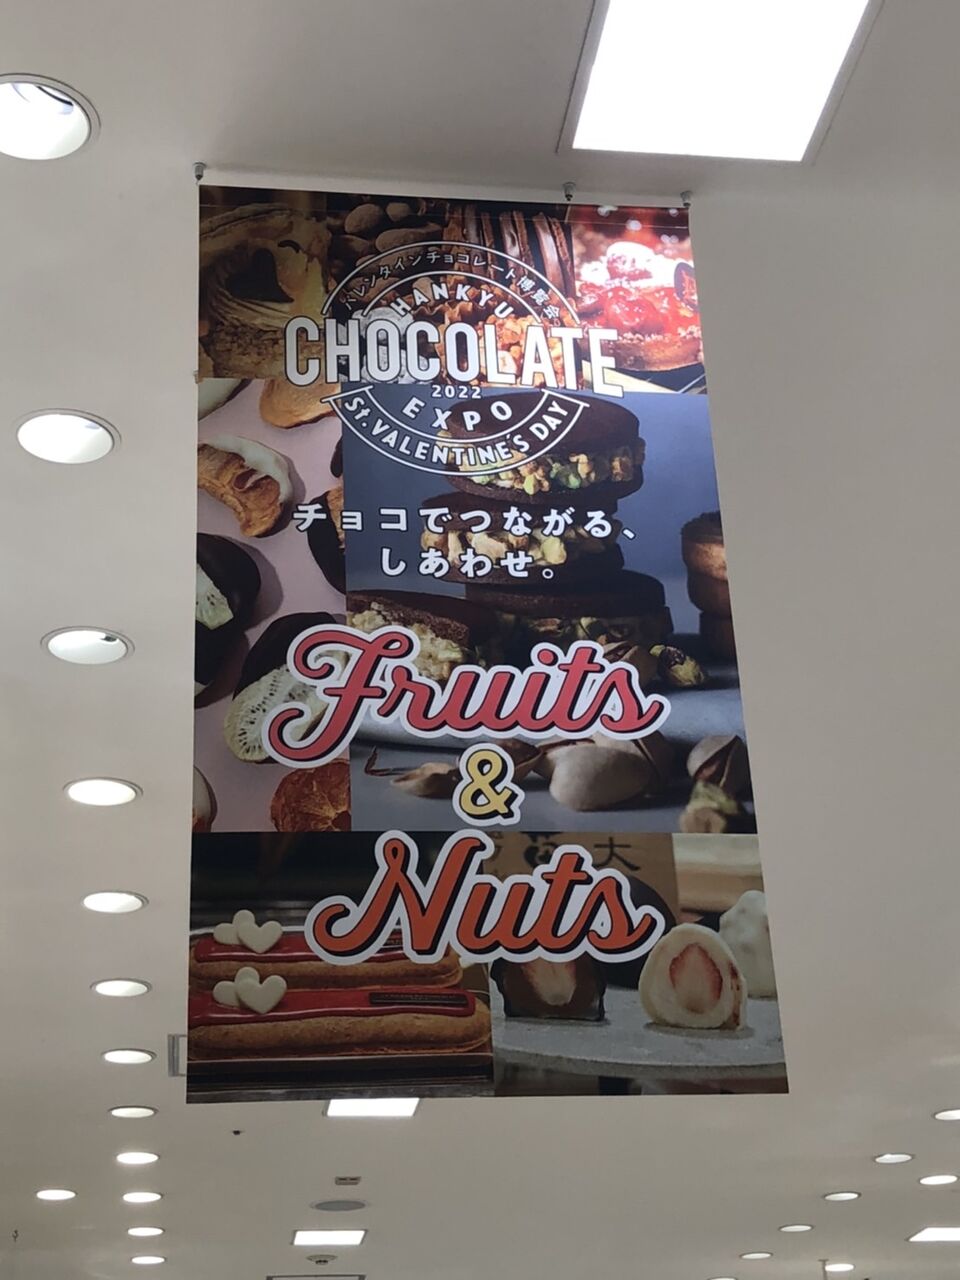 バレンタインチョコレート博覧会
HANKYU
CHOCOLATE
2022
EXPO
St.VALENTINE'S DAY
チョコでつながる、
しあわせ。
Fruits
&
Nuts
大